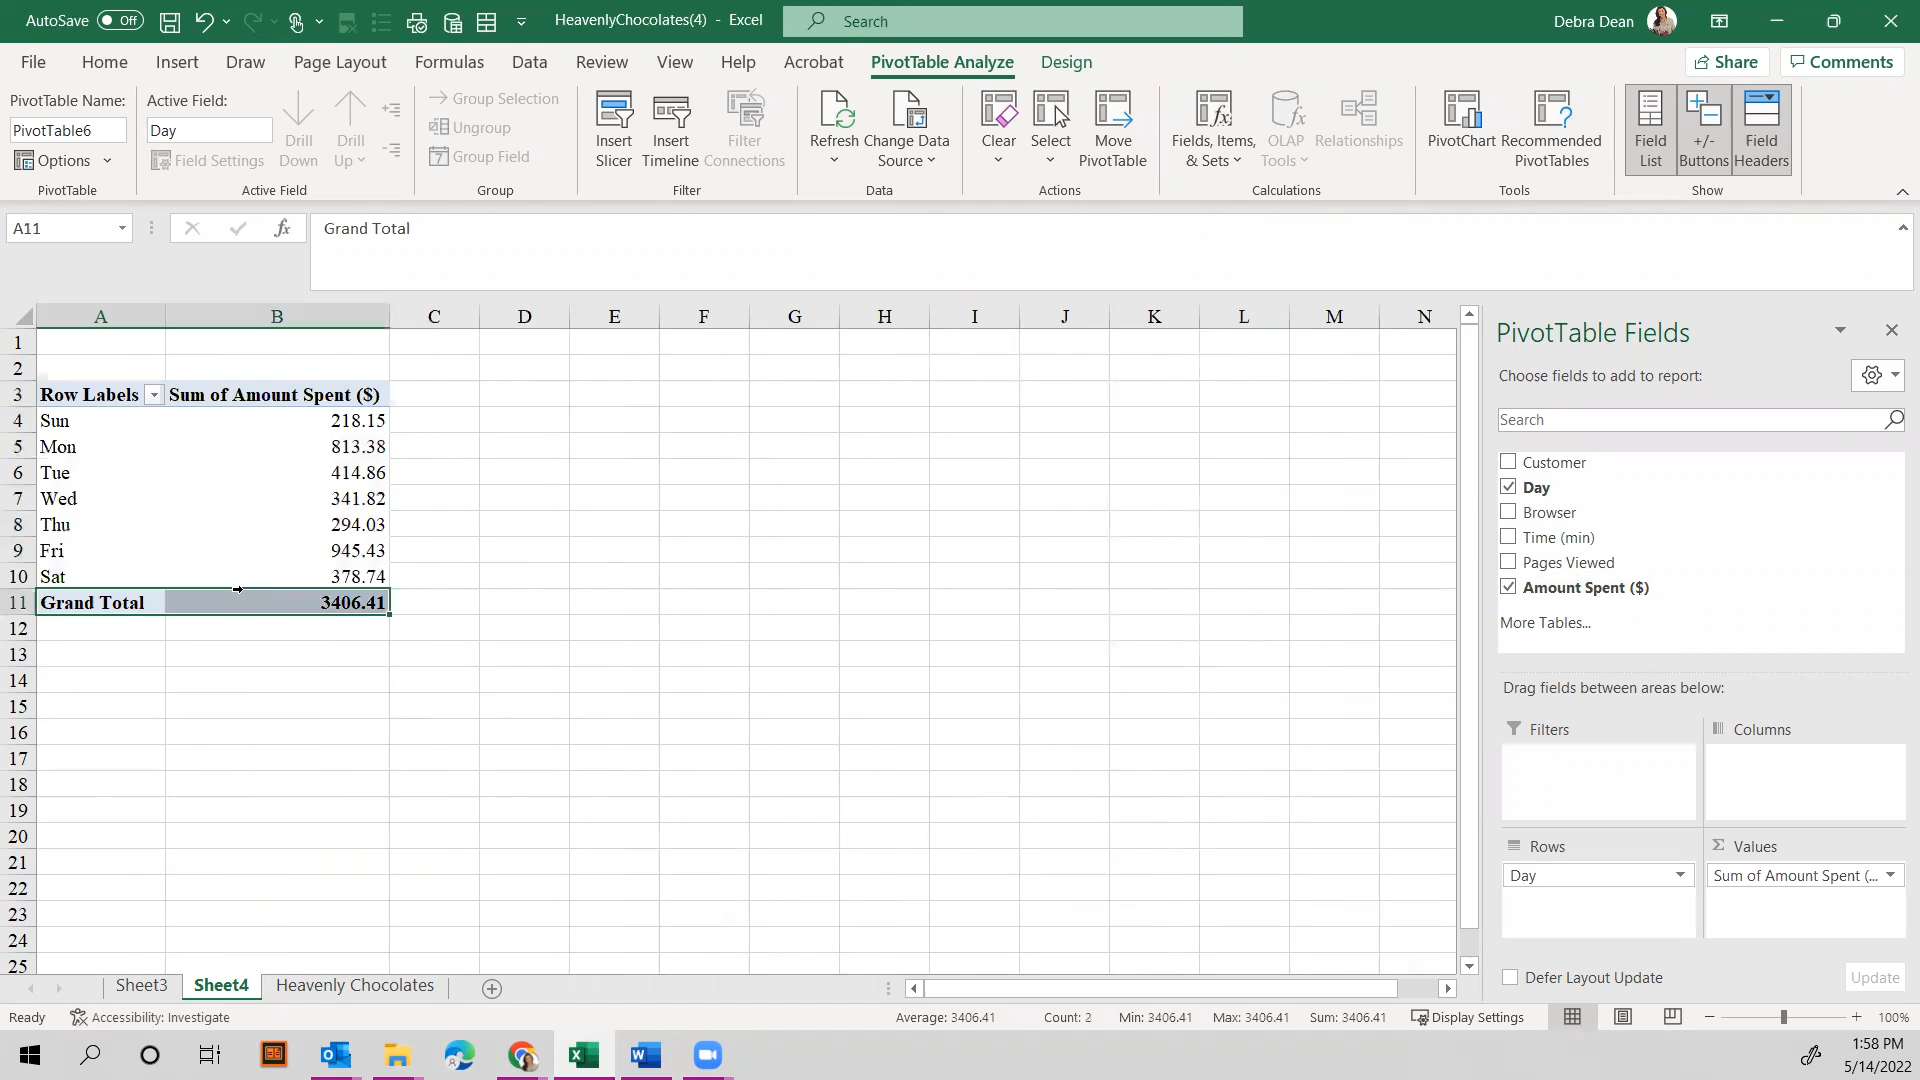 AutoSave Off HeavenlyChocolates(4) - Excel Search Debra Dean
File Home Insert Draw Page Layout Formulas Data Review View Help Acrobat PivotTable Analyze Design Share Comments
PivotTable Name: Active Field: Group Selection
PivotTable6 Day Ungroup
Options Field Settings Group Field
Drill Down Drill Up
Insert Slicer Insert Timeline Filter Connections
Refresh Change Data Source
Clear Select Move PivotTable
Fields, Items, & Sets OLAP Tools Relationships
PivotChart Recommended PivotTables
Field List +/- Buttons Field Headers
PivotTable Active Field Group Filter Data Actions Calculations Tools Show
A11 fx Grand Total
A B C D E F G H I J K L M N
1
2
3 Row Labels Sum of Amount Spent ($)
4 Sun 218.15
5 Mon 813.38
6 Tue 414.86
7 Wed 341.82
8 Thu 294.03
9 Fri 945.43
10 Sat 378.74
11 Grand Total 3406.41
12
13
14
15
16
17
18
19
20
21
22
23
24
25
PivotTable Fields
Choose fields to add to report:
Search
Customer
Day
Browser
Time (min)
Pages Viewed
Amount Spent ($)
More Tables...
Drag fields between areas below:
Filters Columns
Rows Values
Day Sum of Amount Spent (...
Defer Layout Update Update
Sheet3 Sheet4 Heavenly Chocolates
Ready Accessibility: Investigate Average: 3406.41 Count: 2 Min: 3406.41 Max: 3406.41 Sum: 3406.41 Display Settings 100%
1:58 PM
5/14/2022